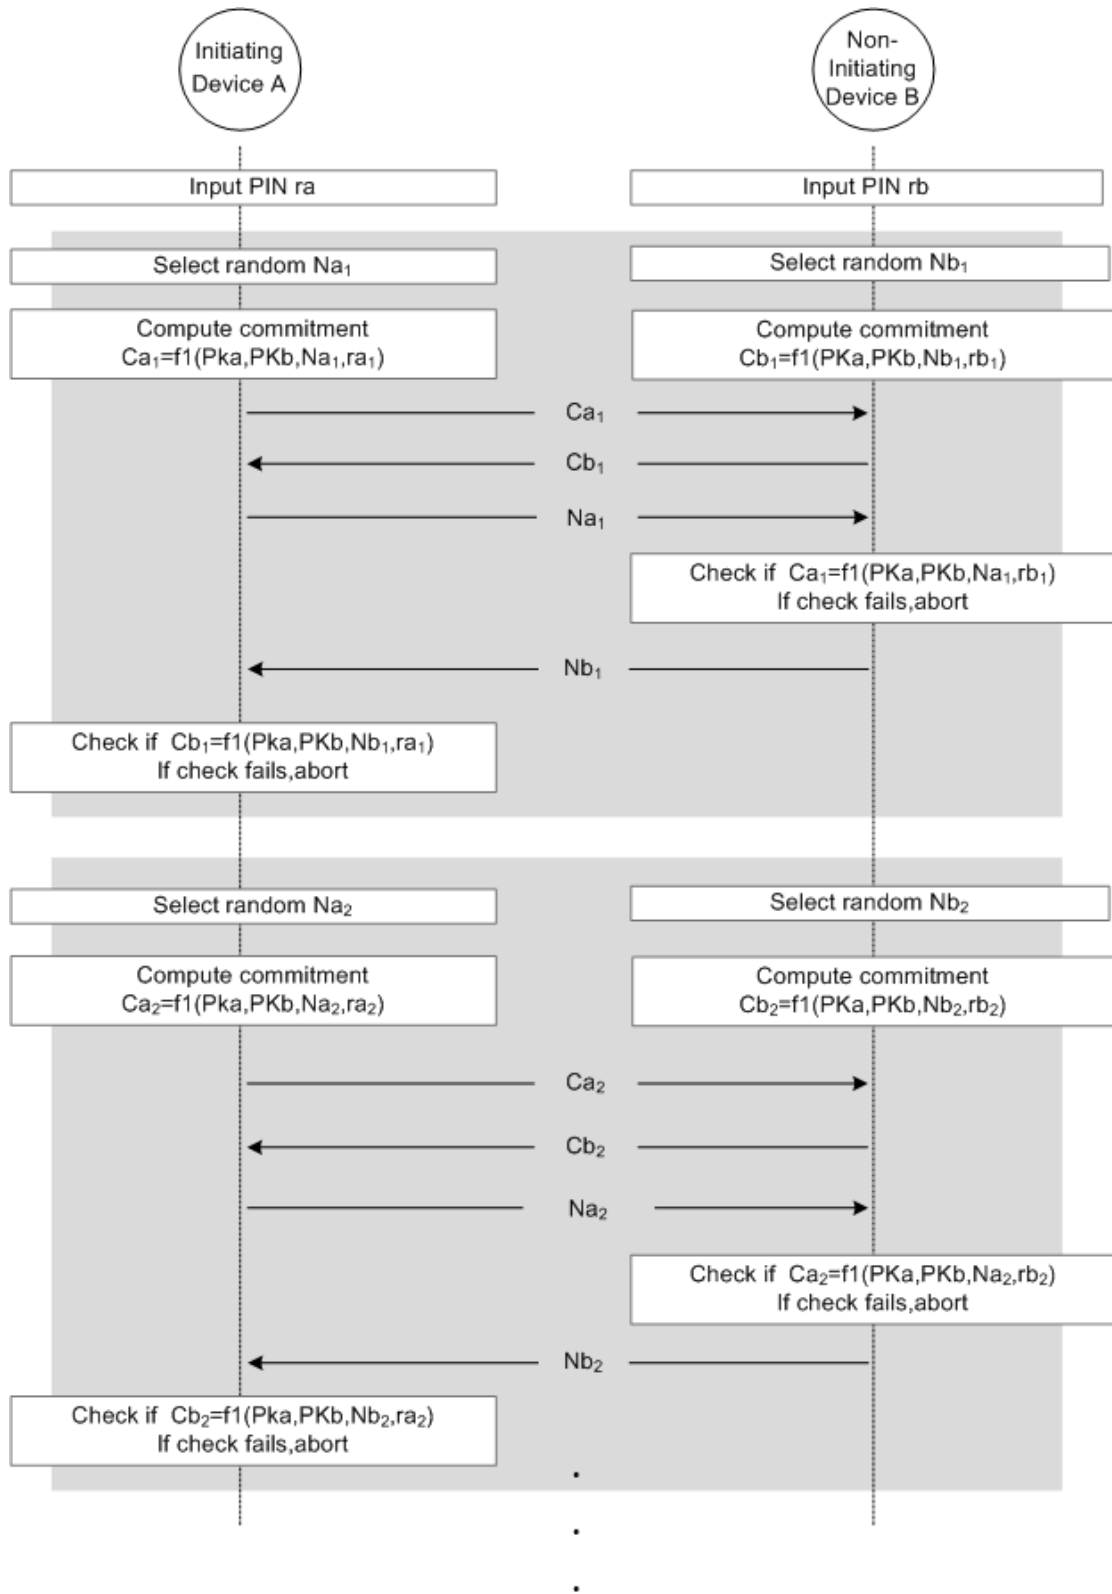 Initiating
Device A
Non-
Initiating
Device B
Input PIN ra
Input PIN rb
Select random Na₁
Select random Nb₁
Compute commitment
Ca₁=f1(Pka,PKb,Na₁,ra₁)
Compute commitment
Cb₁=f1(PKa,PKb,Nb₁,rb₁)
Ca₁
Cb₁
Na₁
Check if Ca₁=f1(PKa,PKb,Na₁,rb₁)
If check fails,abort
Nb₁
Check if Cb₁=f1(Pka,PKb,Nb₁,ra₁)
If check fails,abort
Select random Na₂
Select random Nb₂
Compute commitment
Ca₂=f1(Pka,PKb,Na₂,ra₂)
Compute commitment
Cb₂=f1(PKa,PKb,Nb₂,rb₂)
Ca₂
Cb₂
Na₂
Check if Ca₂=f1(PKa,PKb,Na₂,rb₂)
If check fails,abort
Nb₂
Check if Cb₂=f1(Pka,PKb,Nb₂,ra₂)
If check fails,abort
.
.
.